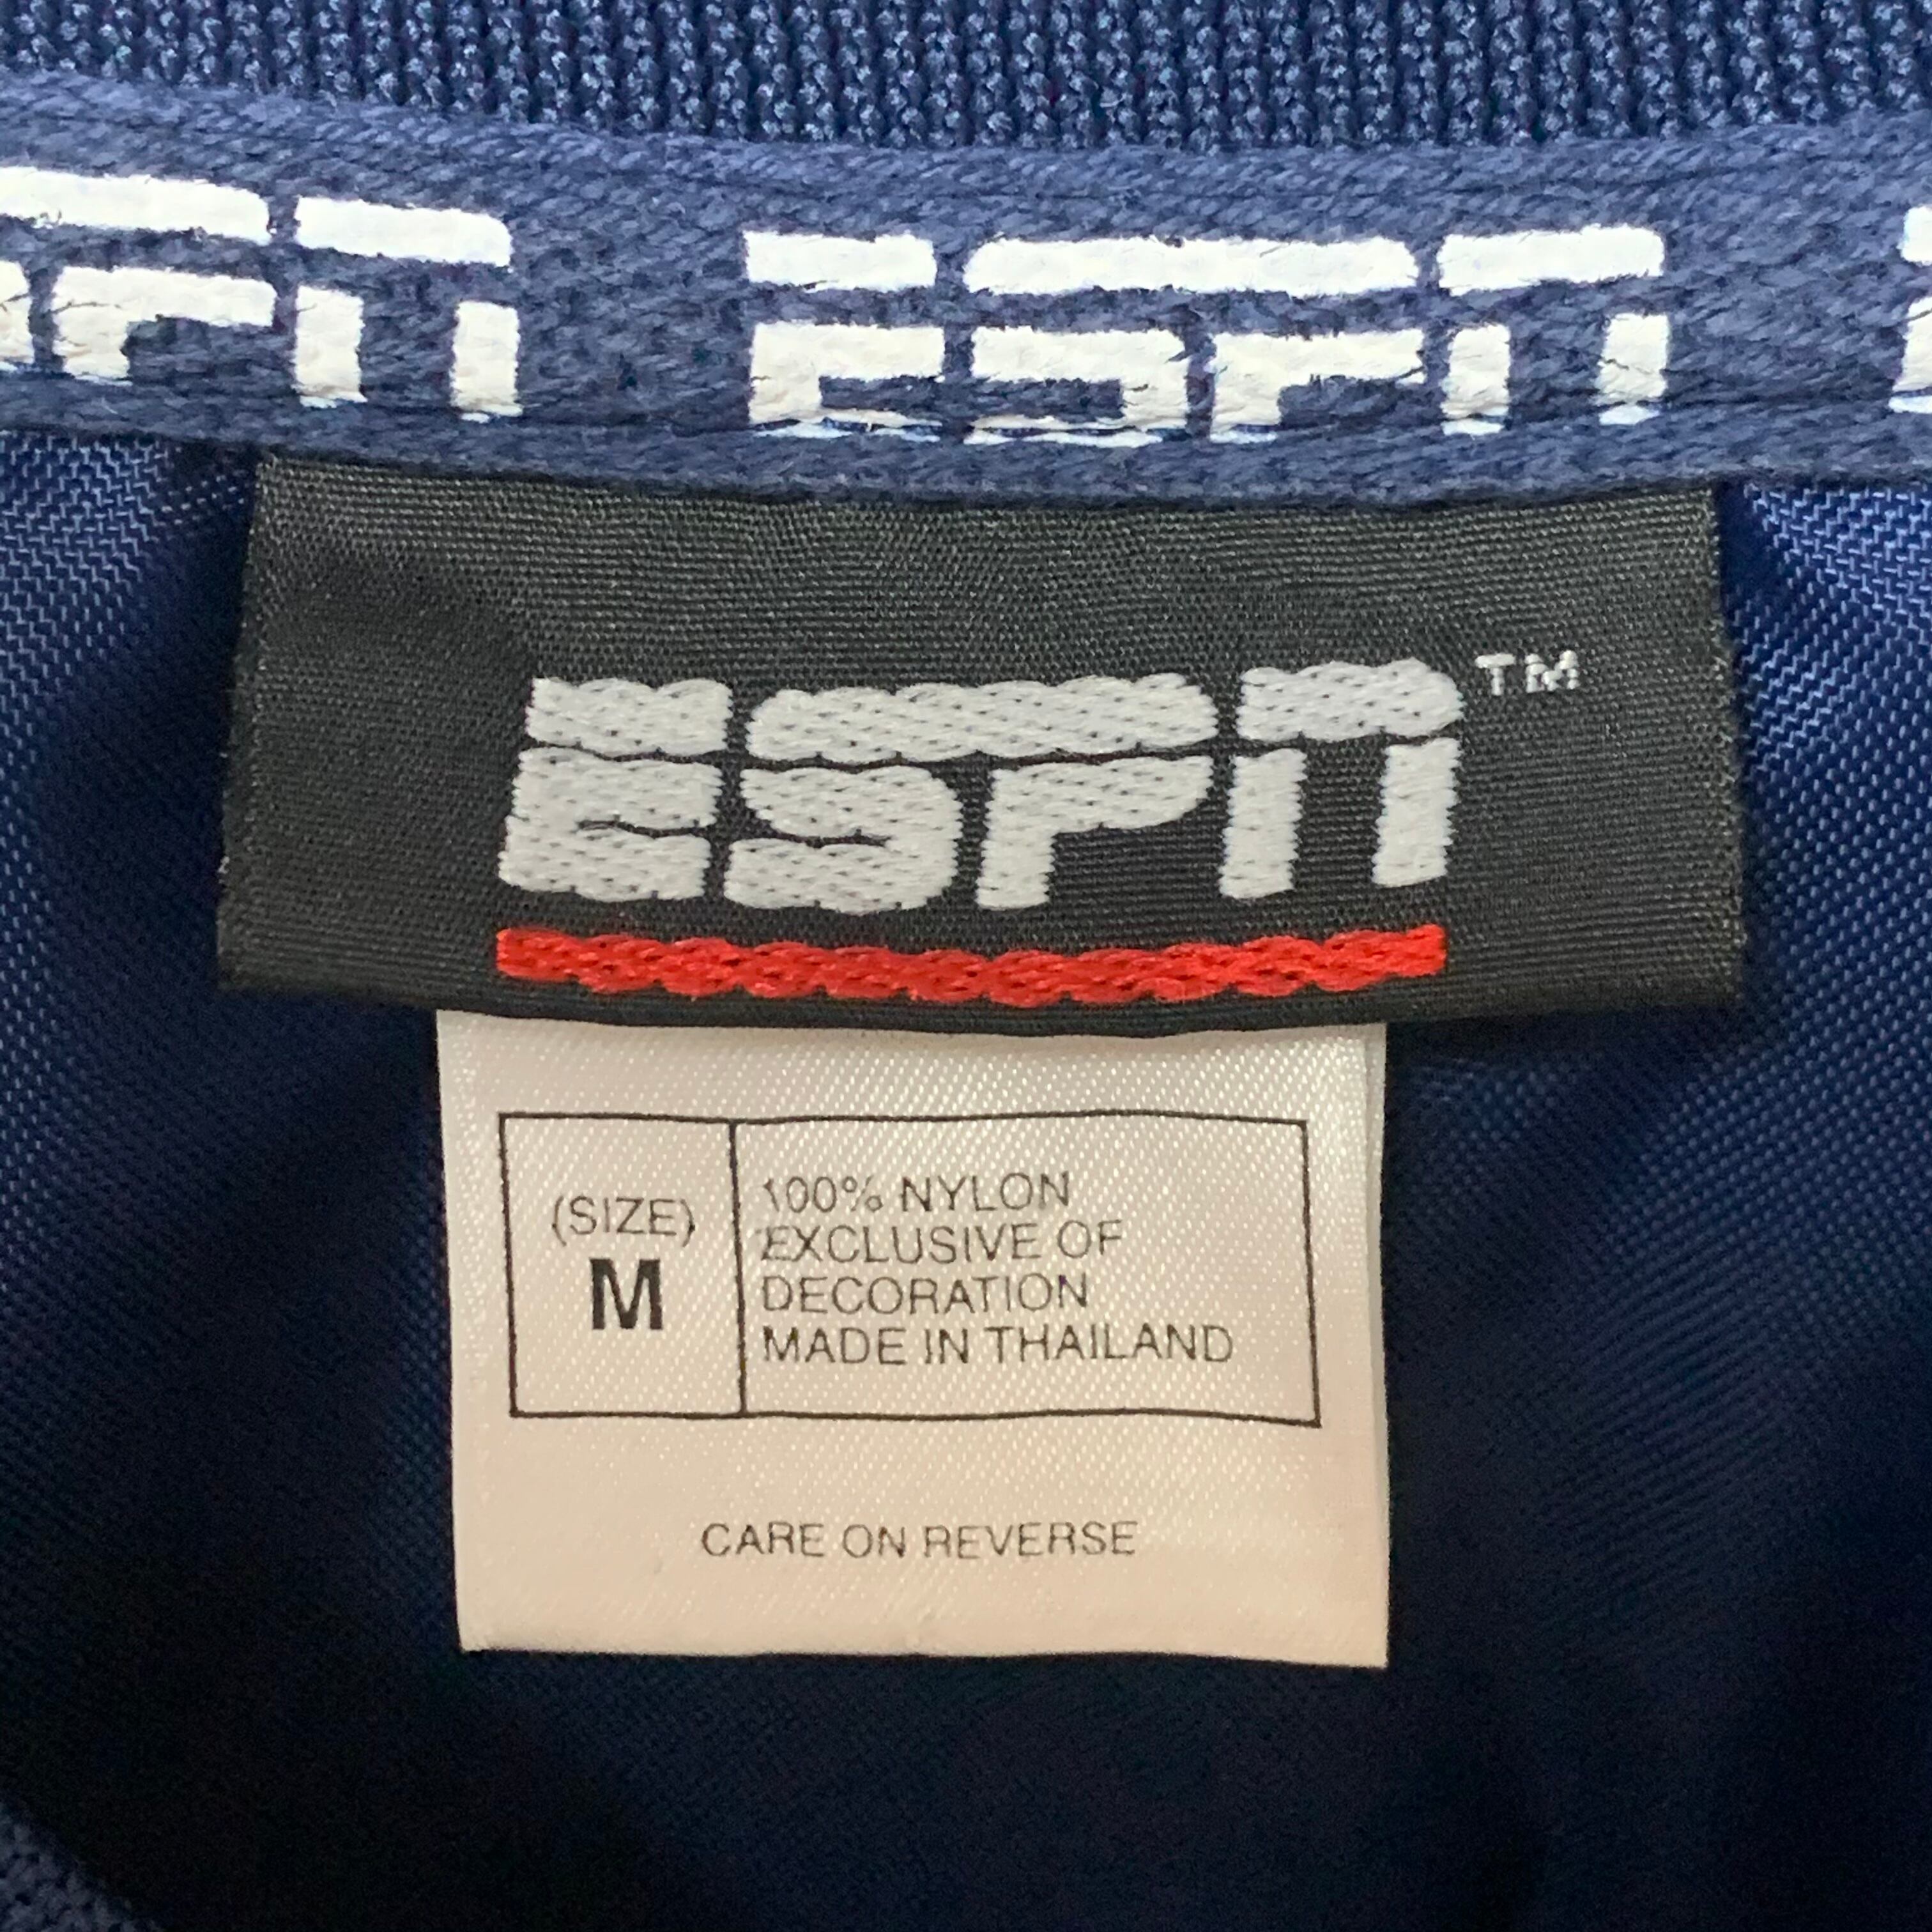 ESPN ESPN
ESPN™
(SIZE)
M
100% NYLON
EXCLUSIVE OF
DECORATION
MADE IN THAILAND
CARE ON REVERSE